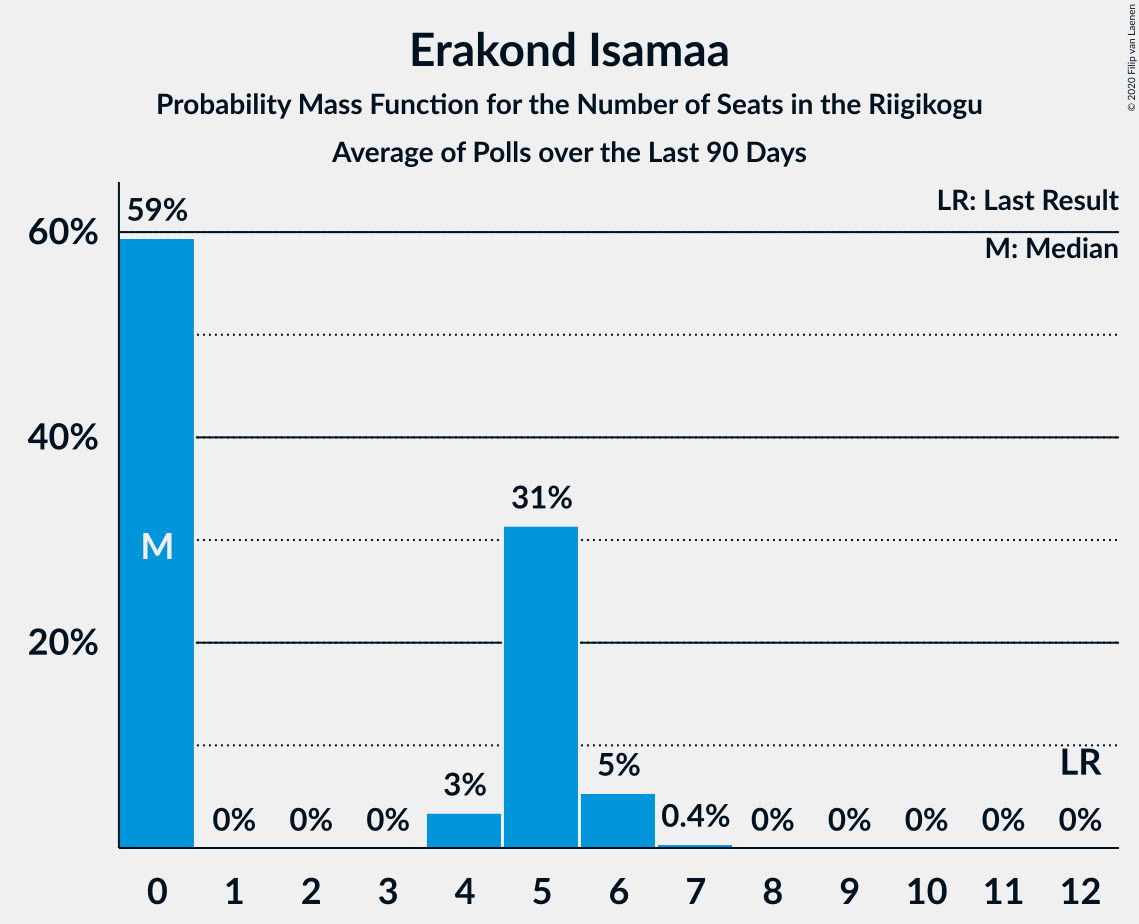 Erakond Isamaa
Probability Mass Function for the Number of Seats in the Riigikogu
Average of Polls over the Last 90 Days
© 2020 Filip van Laenen
LR: Last Result
M: Median
60%
40%
20%
59%
0%
0%
0%
3%
31%
5%
0.4%
0%
0%
0%
0%
0%
M
LR
0 1 2 3 4 5 6 7 8 9 10 11 12